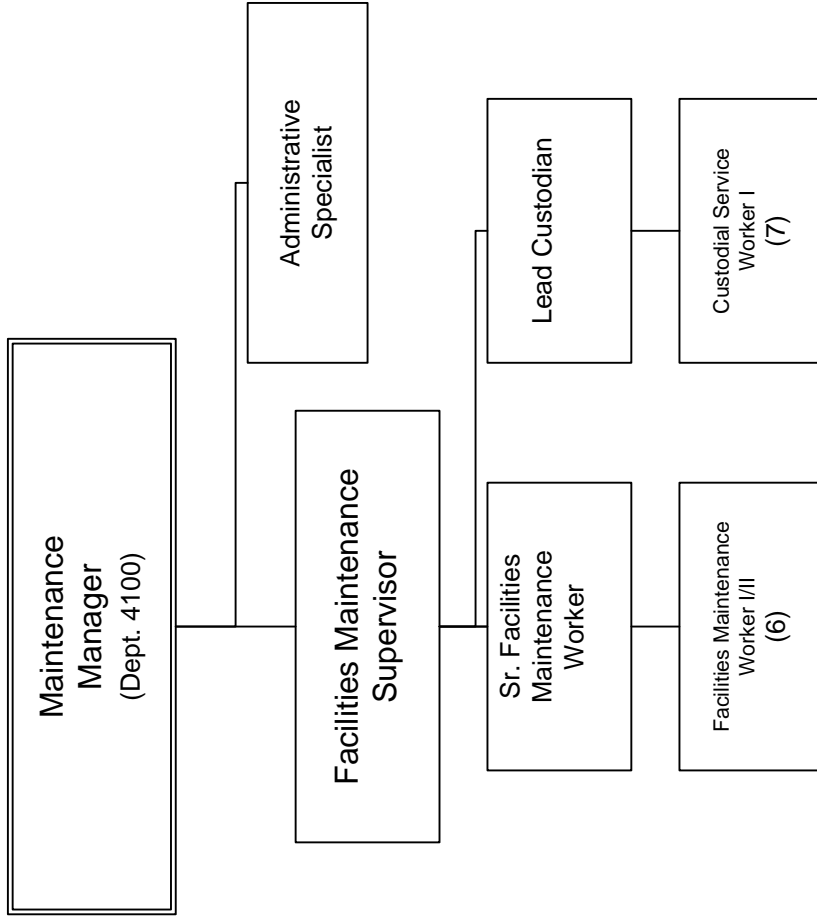 Maintenance
Manager
(Dept. 4100)
Administrative
Specialist
Facilities Maintenance
Supervisor
Sr. Facilities
Maintenance
Worker
Lead Custodian
Facilities Maintenance
Worker I/II
(6)
Custodial Service
Worker I
(7)